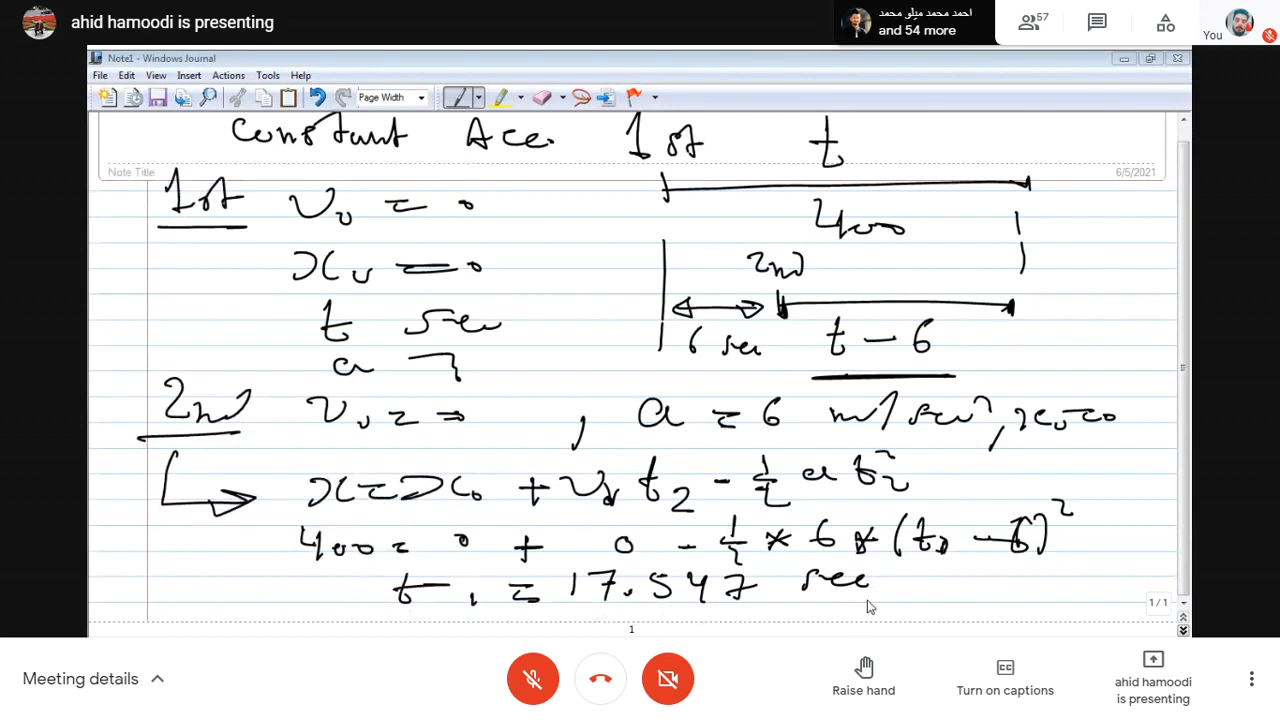 ahid hamoodi is presenting
احمد محمد ميلو محمد
and 54 more
57
You
Note1 - Windows Journal
File Edit View Insert Actions Tools Help
Page Width
Constant Acc. 1st t
Note Title
6/5/2021
1st v₀ = 0
400
x₀ = 0
2nd
t sec
6 sec
t - 6
a ?
2nd v₀ = 0 , a = 6 m/sec², x₀ = 0
x = x₀ + v₀ t₂ - ½ a t₂²
400 = 0 + 0 - ½ * 6 * (t₁ - 6)²
t₁ = 17.547 sec
1 / 1
1
Meeting details
Raise hand
Turn on captions
ahid hamoodi
is presenting